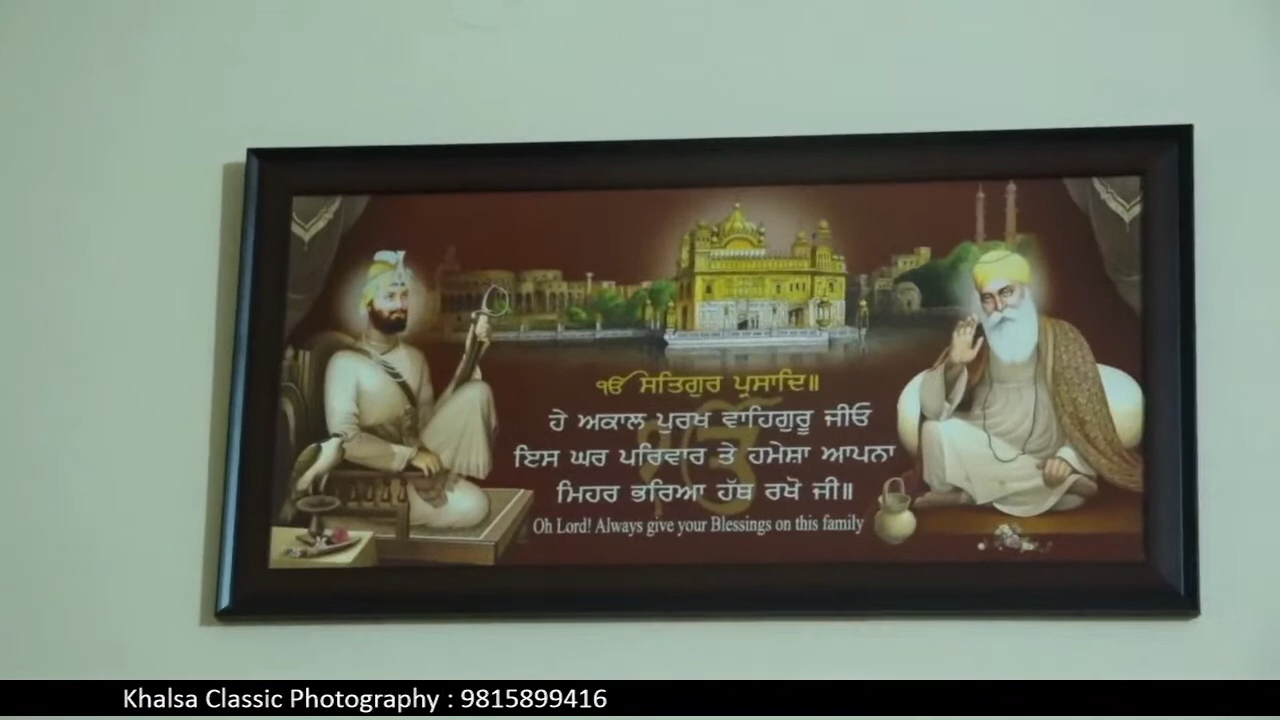 ੴ ਸਤਿਗੁਰ ਪ੍ਰਸਾਦਿ॥
ਹੇ ਅਕਾਲ ਪੁਰਖ ਵਾਹਿਗੁਰੂ ਜੀਓ
ਇਸ ਘਰ ਪਰਿਵਾਰ ਤੇ ਹਮੇਸ਼ਾ ਆਪਨਾ
ਮਿਹਰ ਭਰਿਆ ਹੱਥ ਰਖੋ ਜੀ॥
Oh Lord! Always give your Blessings on this family
Khalsa Classic Photography : 9815899416